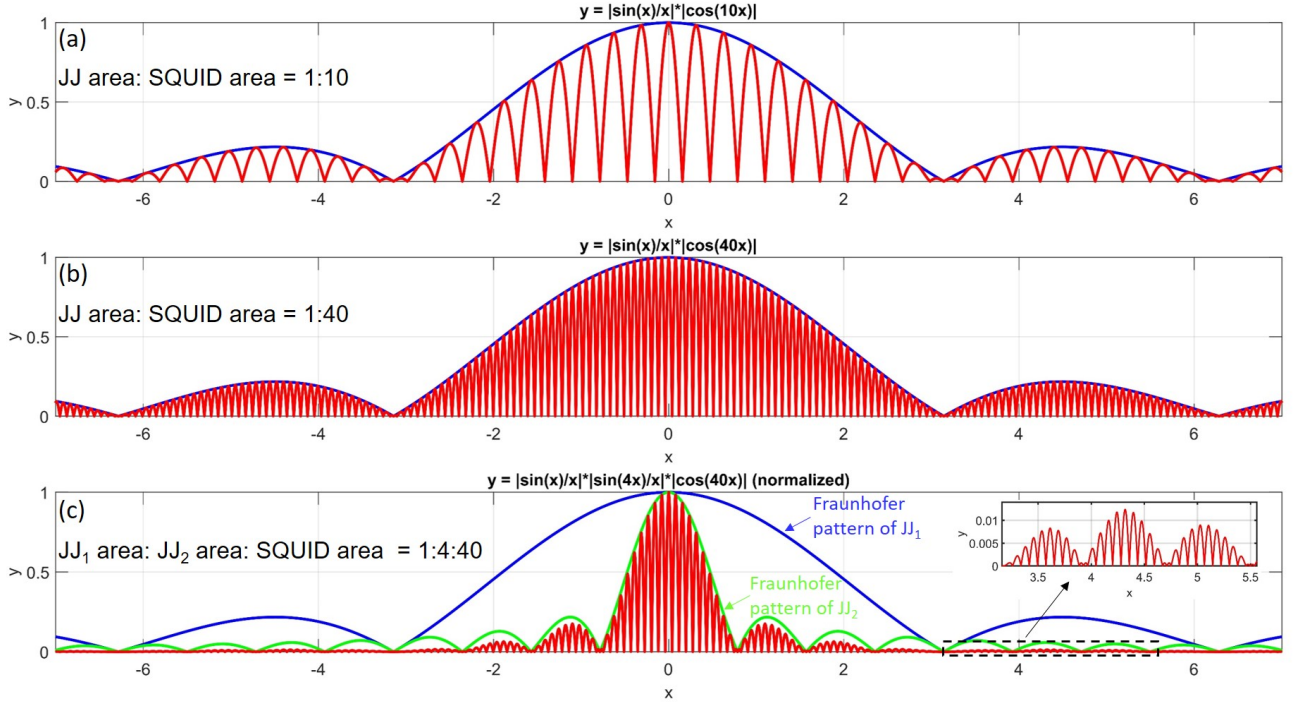 y = |sin(x)/x|*|cos(10x)|
(a)
JJ area: SQUID area = 1:10
1
0.5
0
y
-6 -4 -2 0 2 4 6
x
y = |sin(x)/x|*|cos(40x)|
(b)
JJ area: SQUID area = 1:40
1
0.5
0
y
-6 -4 -2 0 2 4 6
x
y = |sin(x)/x|*|sin(4x)/x|*|cos(40x)| (normalized)
(c)
JJ1 area: JJ2 area: SQUID area = 1:4:40
1
0.5
0
y
Fraunhofer
pattern of JJ1
Fraunhofer
pattern of JJ2
0.01
0.005
0
y
3.5 4 4.5 5 5.5
x
-6 -4 -2 0 2 4 6
x